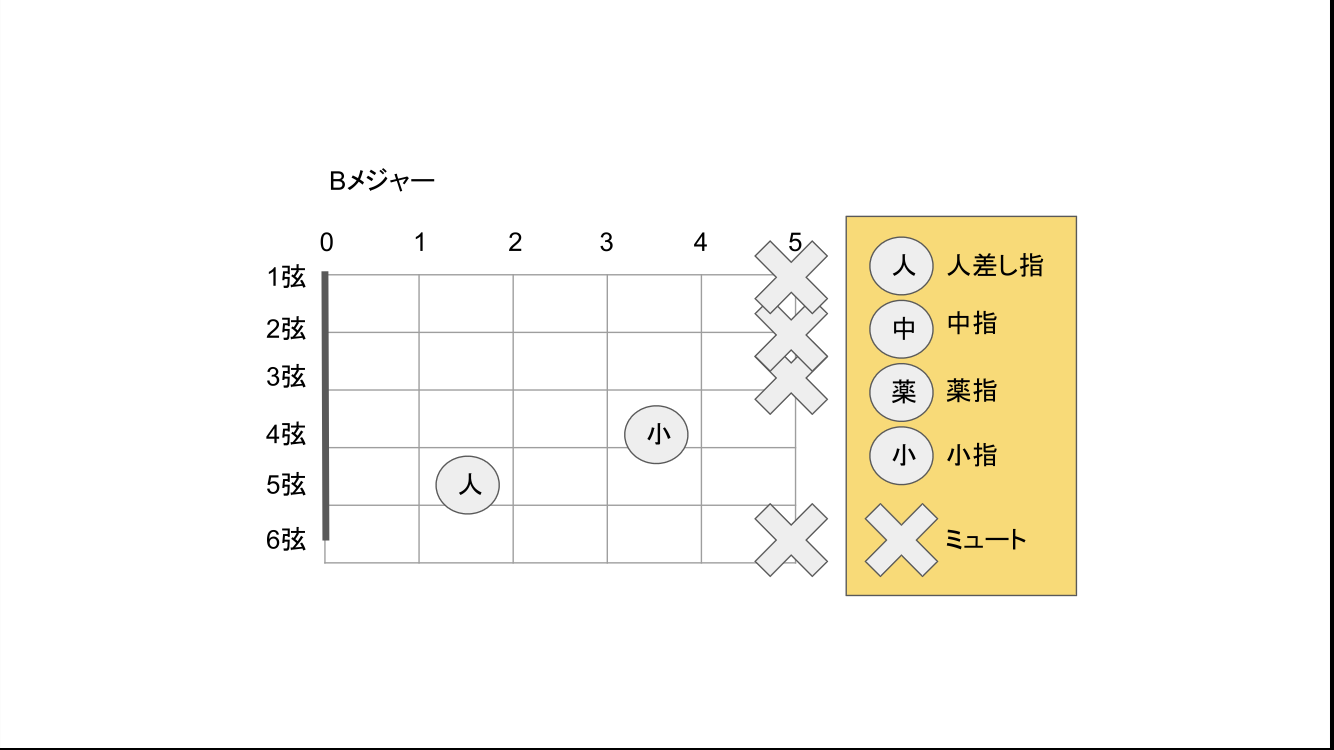 Bメジャー
0 1 2 3 4 5
1弦
2弦
3弦
4弦
5弦
6弦
小
人
人 人差し指
中 中指
薬 薬指
小 小指
ミュート